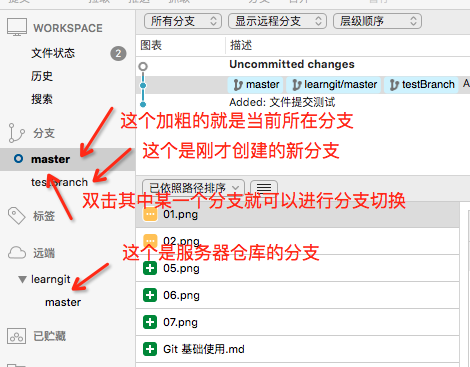 所有分支 显示远程分支 层级顺序
WORKSPACE
文件状态 2
历史
搜索
图表 描述
Uncommitted changes
master learngit/master testBranch A
Added: 文件提交测试
分支
这个加粗的就是当前所在分支
master
这个是刚才创建的新分支
testBranch
已依照路径排序
双击其中某一个分支就可以进行分支切换
标签
01.png
02.png
远端
这个是服务器仓库的分支
05.png
learngit
06.png
master
07.png
已贮藏
Git 基础使用.md